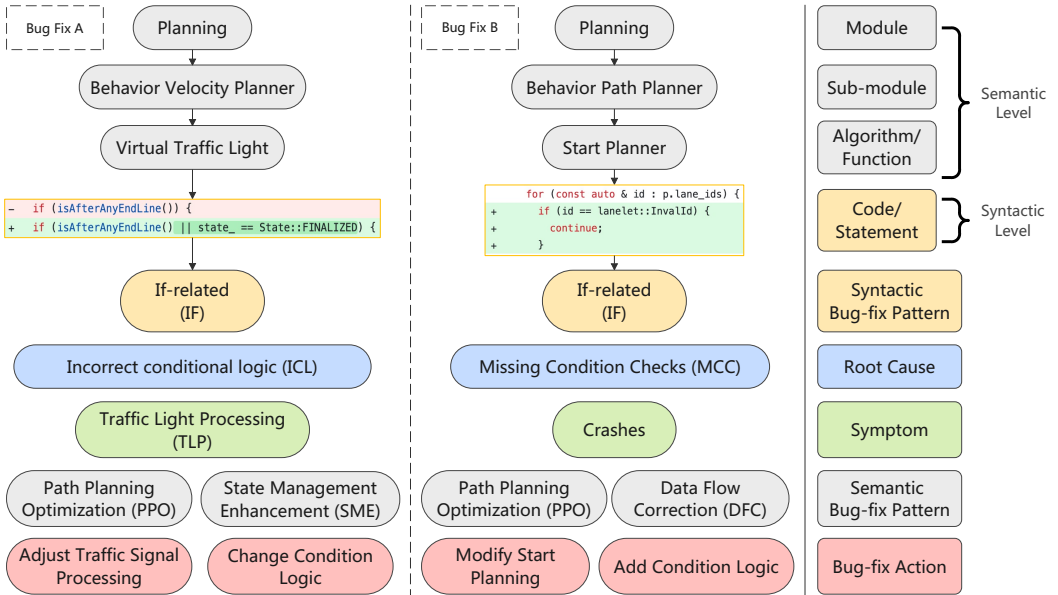 Bug Fix A
Planning
Behavior Velocity Planner
Virtual Traffic Light
- if (isAfterAnyEndLine()) {
+ if (isAfterAnyEndLine() || state_ == State::FINALIZED) {
If-related
(IF)
Incorrect conditional logic (ICL)
Traffic Light Processing
(TLP)
Path Planning
Optimization (PPO)
State Management
Enhancement (SME)
Adjust Traffic Signal
Processing
Change Condition
Logic
Bug Fix B
Planning
Behavior Path Planner
Start Planner
for (const auto & id : p.lane_ids) {
+ if (id == lanelet::InvalId) {
+ continue;
+ }
If-related
(IF)
Missing Condition Checks (MCC)
Crashes
Path Planning
Optimization (PPO)
Data Flow
Correction (DFC)
Modify Start
Planning
Add Condition Logic
Module
Sub-module
Algorithm/
Function
Semantic
Level
Code/
Statement
Syntactic
Level
Syntactic
Bug-fix Pattern
Root Cause
Symptom
Semantic
Bug-fix Pattern
Bug-fix Action